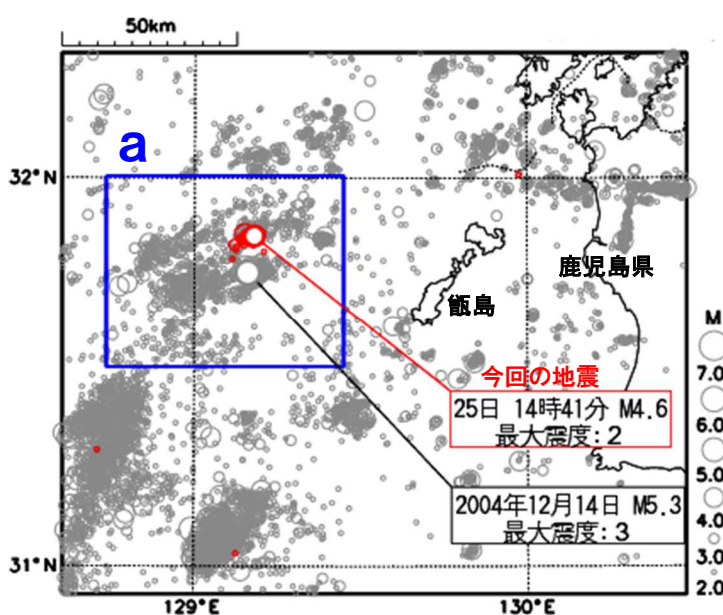 50km
a
32°N
鹿児島県
甑島
M
7.0
6.0
5.0
4.0
3.0
2.0
今回の地震
25日 14時41分 M4.6
最大震度：2
2004年12月14日 M5.3
最大震度：3
31°N
129°E
130°E